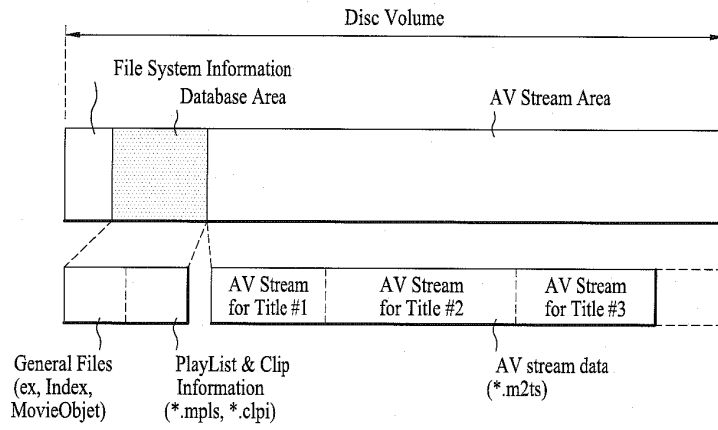 Disc Volume
File System Information
Database Area
AV Stream Area
AV Stream
for Title #1
AV Stream
for Title #2
AV Stream
for Title #3
General Files
(ex, Index,
MovieObjet)
PlayList & Clip
Information
(*.mpls, *.clpi)
AV stream data
(*.m2ts)